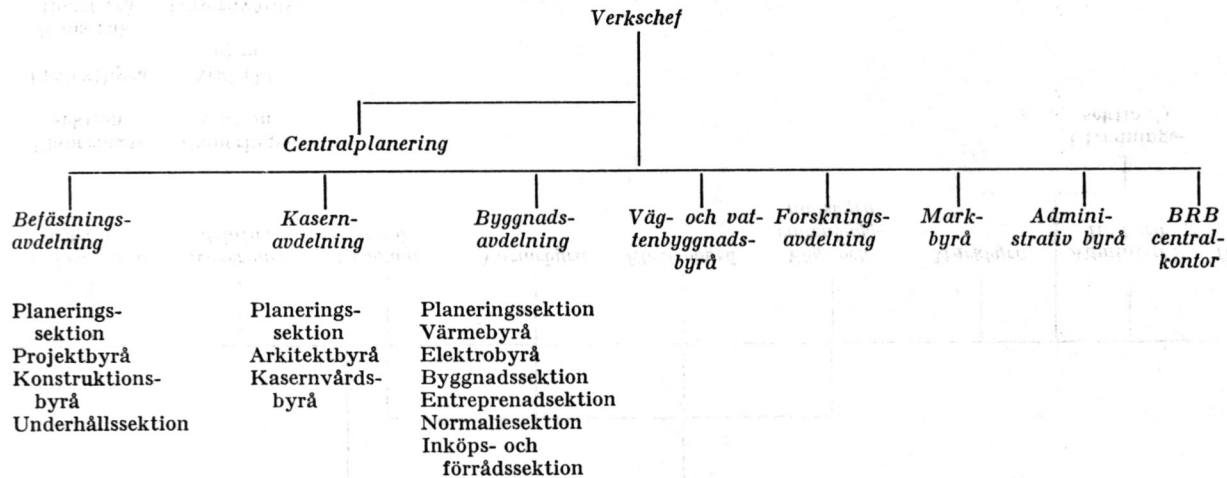 Verkschef
Centralplanering
Befästnings-
avdelning
Kasern-
avdelning
Byggnads-
avdelning
Väg- och vat-
tenbyggnads-
byrå
Forsknings-
avdelning
Mark-
byrå
Admini-
strativ byrå
BRB
central-
kontor
Planerings-
sektion
Projektbyrå
Konstruktions-
byrå
Underhållssektion
Planerings-
sektion
Arkitektbyrå
Kasernvårds-
byrå
Planeringssektion
Värmebyrå
Elektrobyrå
Byggnadssektion
Entreprenadsektion
Normaliesektion
Inköps- och
förrådssektion